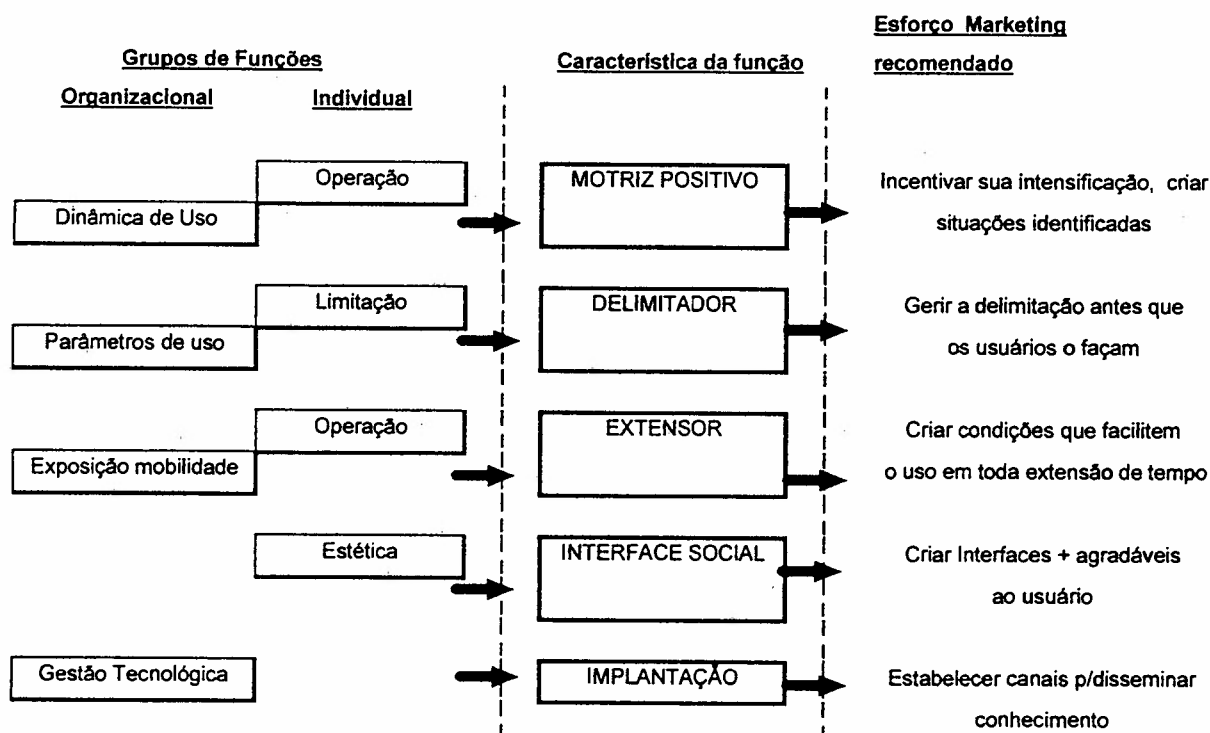 Esforço Marketing
recomendado
Grupos de Funções
Característica da função
Organizacional
Individual
Operação
Dinâmica de Uso
MOTRIZ POSITIVO
Incentivar sua intensificação, criar
situações identificadas
Limitação
Parâmetros de uso
DELIMITADOR
Gerir a delimitação antes que
os usuários o façam
Operação
Exposição mobilidade
EXTENSOR
Criar condições que facilitem
o uso em toda extensão de tempo
Estética
INTERFACE SOCIAL
Criar Interfaces + agradáveis
ao usuário
Gestão Tecnológica
IMPLANTAÇÃO
Estabelecer canais p/disseminar
conhecimento